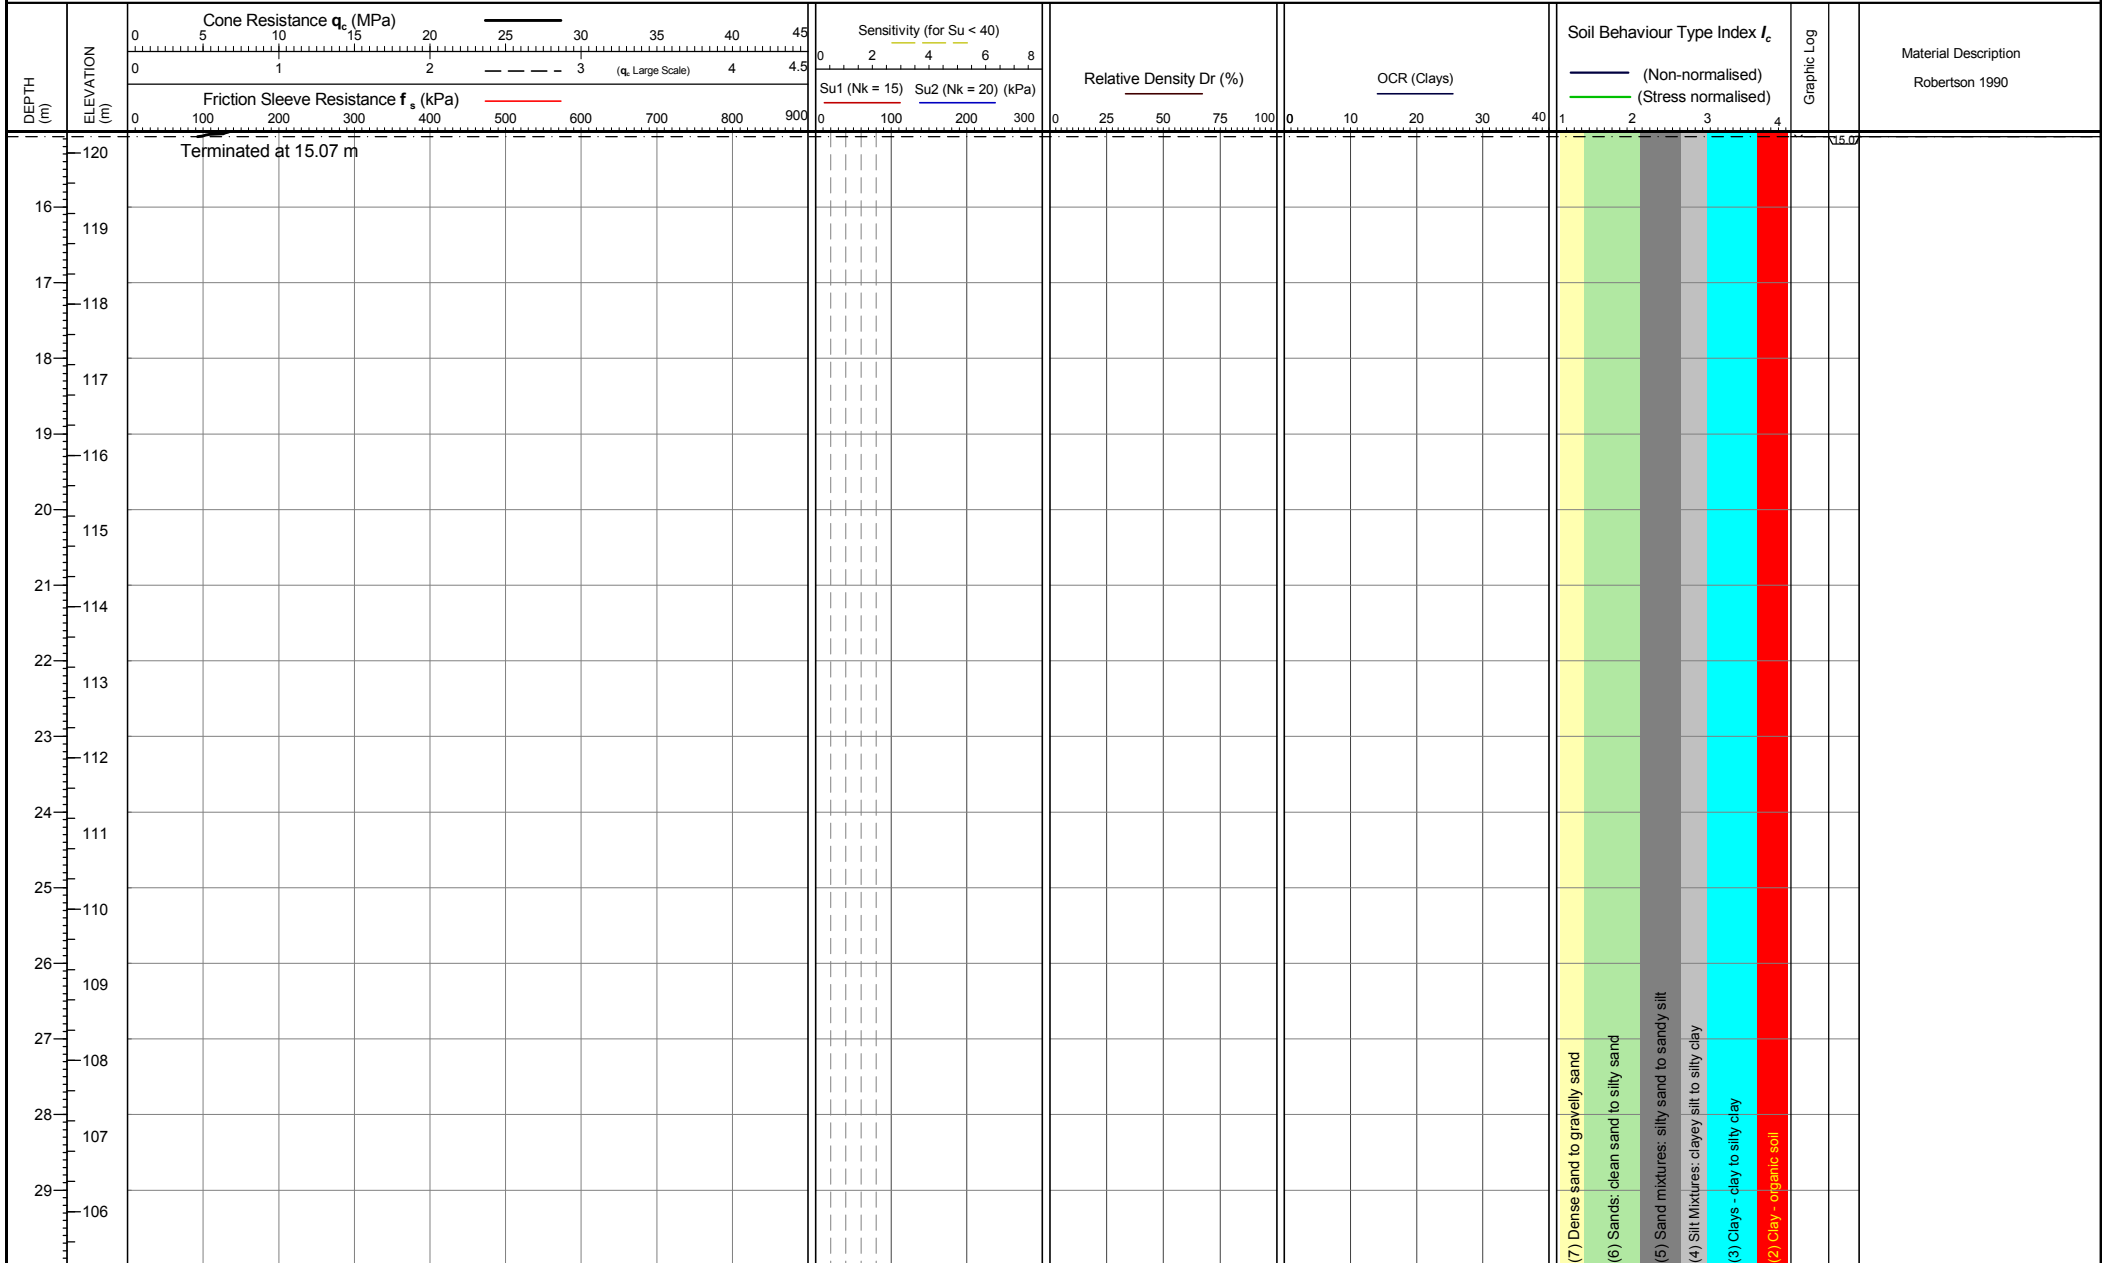 DEPTH (m)
ELEVATION (m)
Cone Resistance qc (MPa)
0 5 10 15 20 25 30 35 40 45
0 1 2 3 (qc Large Scale) 4 4.5
Friction Sleeve Resistance f s (kPa)
0 100 200 300 400 500 600 700 800 900
Sensitivity (for Su < 40)
0 2 4 6 8
Su1 (Nk = 15) Su2 (Nk = 20) (kPa)
0 100 200 300
Relative Density Dr (%)
0 25 50 75 100
OCR (Clays)
0 10 20 30 40
Soil Behaviour Type Index Ic
(Non-normalised)
(Stress normalised)
1 2 3 4
Graphic Log
Material Description
Robertson 1990
Terminated at 15.07 m
120
16
119
17
118
18
117
19
116
20
115
21
114
22
113
23
112
24
111
25
110
26
109
27
108
28
107
29
106
(7) Dense sand to gravelly sand
(6) Sands: clean sand to silty sand
(5) Sand mixtures: silty sand to sandy silt
(4) Silt Mixtures: clayey silt to silty clay
(3) Clays - clay to silty clay
(2) Clay - organic soil